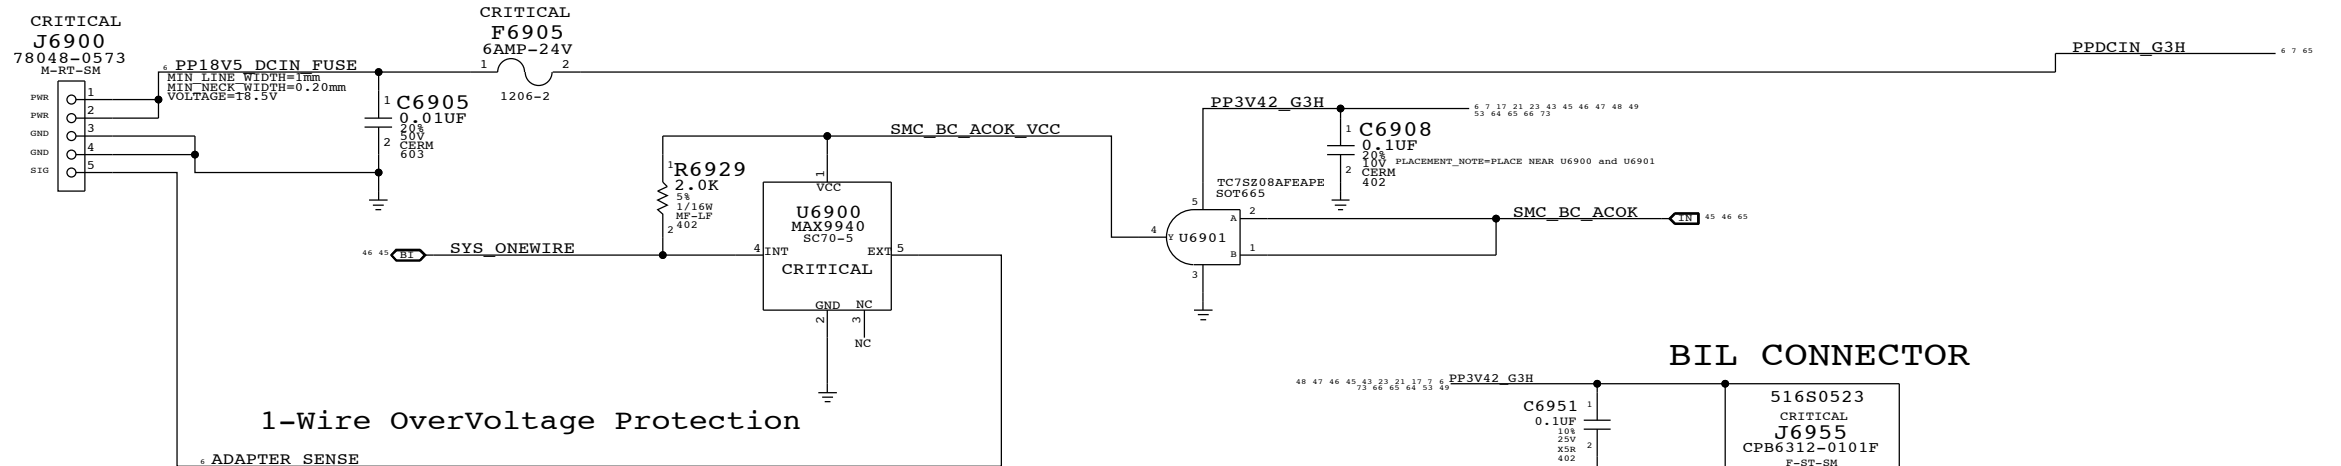 CRITICAL
J6900
78048-0573
M-RT-SM
PWR
1
PWR
2
GND
3
GND
4
SIG
5
6 PP18V5_DCIN_FUSE
MIN_LINE_WIDTH=1mm
MIN_NECK_WIDTH=0.20mm
VOLTAGE=18.5V
CRITICAL
F6905
6AMP-24V
1
2
1206-2
1
C6905
0.01UF
20%
50V
CERM
603
2
PPDCIN_G3H
6 7 65
PP3V42_G3H
6 7 17 21 23 43 45 46 47 48 49
53 64 65 66 73
1
C6908
0.1UF
20%
10V
CERM
402
2
PLACEMENT_NOTE=PLACE NEAR U6900 and U6901
SMC_BC_ACOK_VCC
1
R6929
2.0K
5%
1/16W
MF-LF
402
2
1
VCC
U6900
MAX9940
SC70-5
4
INT
EXT
5
CRITICAL
GND
NC
2
3
NC
46 45
BI
SYS_ONEWIRE
TC7SZ08AFEAPE
SOT665
5
A
2
4
Y
U6901
B
1
3
SMC_BC_ACOK
IN
45 46 65
1-Wire OverVoltage Protection
6 ADAPTER_SENSE
BIL CONNECTOR
48 47 46 45 43 23 21 17 7 6
73 66 65 64 53 49
PP3V42_G3H
C6951
0.1UF
10%
25V
X5R
402
1
2
516S0523
CRITICAL
J6955
CPB6312-0101F
F-ST-SM